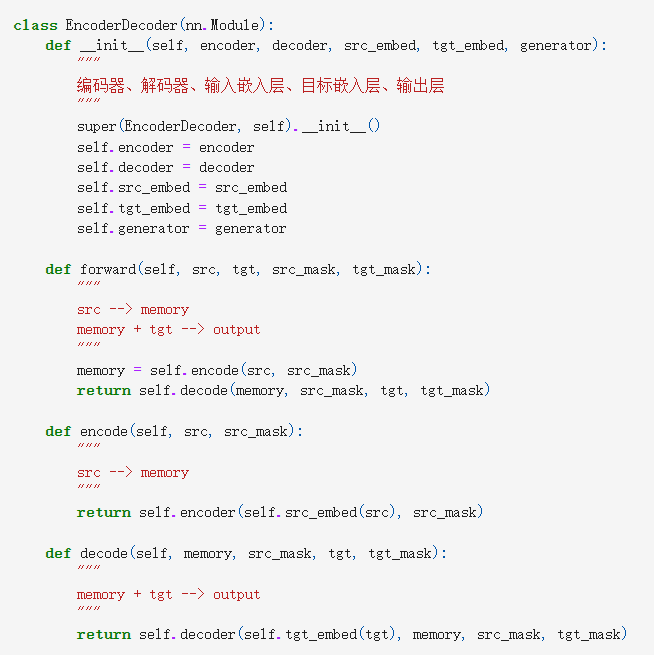 class EncoderDecoder(nn.Module):
    def __init__(self, encoder, decoder, src_embed, tgt_embed, generator):
        """
        编码器、解码器、输入嵌入层、目标嵌入层、输出层
        """
        super(EncoderDecoder, self).__init__()
        self.encoder = encoder
        self.decoder = decoder
        self.src_embed = src_embed
        self.tgt_embed = tgt_embed
        self.generator = generator

    def forward(self, src, tgt, src_mask, tgt_mask):
        """
        src --> memory
        memory + tgt --> output
        """
        memory = self.encode(src, src_mask)
        return self.decode(memory, src_mask, tgt, tgt_mask)

    def encode(self, src, src_mask):
        """
        src --> memory
        """
        return self.encoder(self.src_embed(src), src_mask)

    def decode(self, memory, src_mask, tgt, tgt_mask):
        """
        memory + tgt --> output
        """
        return self.decoder(self.tgt_embed(tgt), memory, src_mask, tgt_mask)